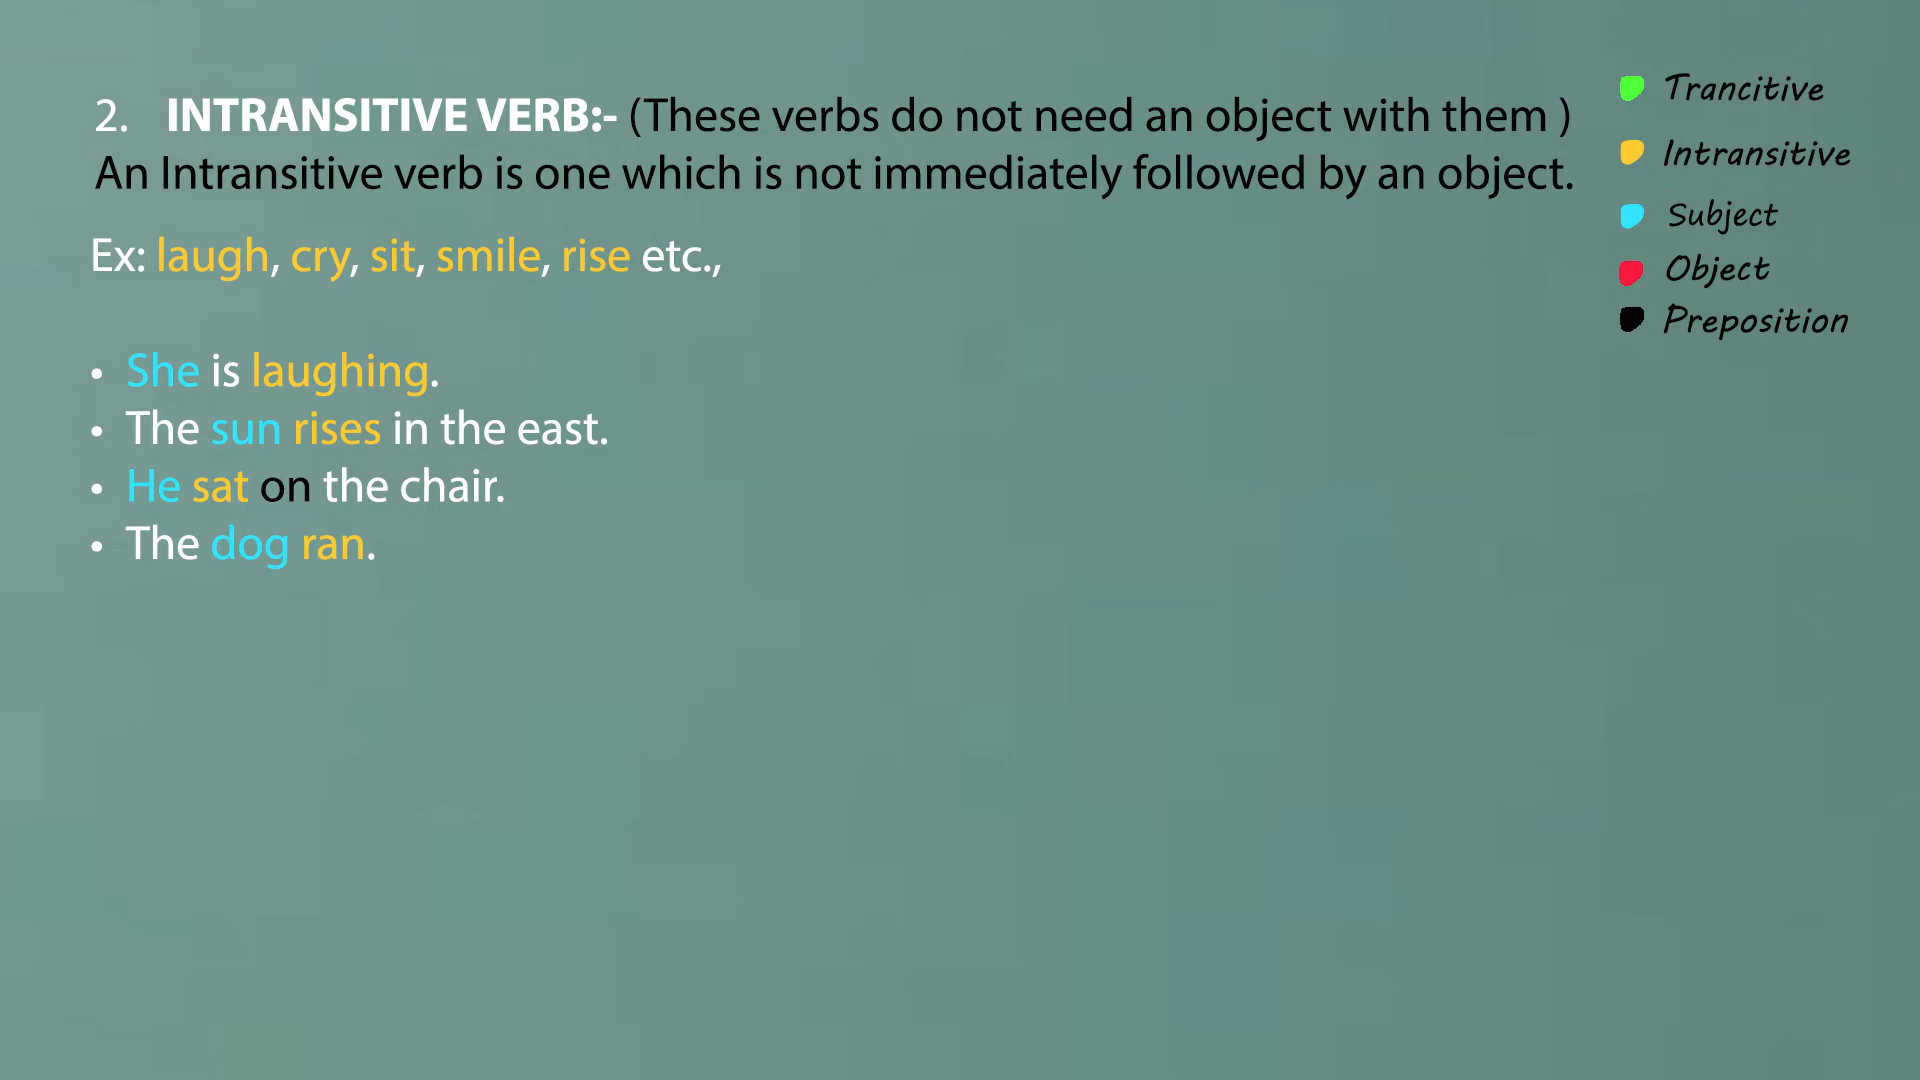 2. INTRANSITIVE VERB:- (These verbs do not need an object with them )
An Intransitive verb is one which is not immediately followed by an object.
Ex: laugh, cry, sit, smile, rise etc.,
• She is laughing.
• The sun rises in the east.
• He sat on the chair.
• The dog ran.
Trancitive
Intransitive
Subject
Object
Preposition